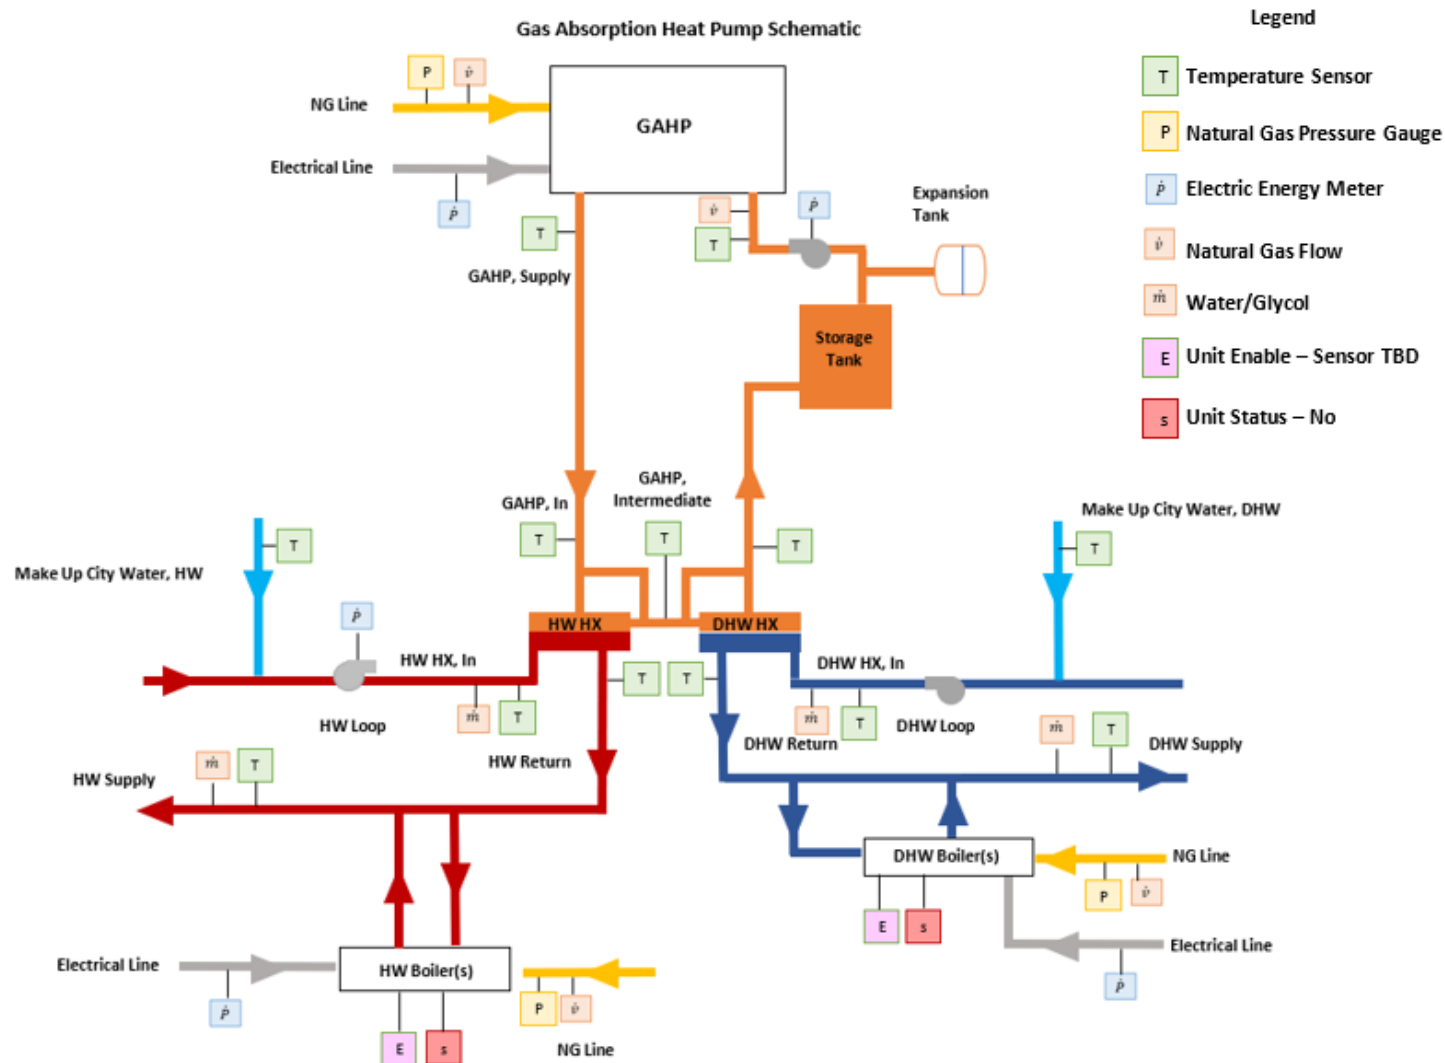 Gas Absorption Heat Pump Schematic
Legend
T Temperature Sensor
P Natural Gas Pressure Gauge
Ṗ Electric Energy Meter
v̇ Natural Gas Flow
ṁ Water/Glycol
E Unit Enable – Sensor TBD
s Unit Status – No
P v̇
NG Line
GAHP
Electrical Line
Ṗ
T
GAHP, Supply
v̇
T
Ṗ
Expansion
Tank
Storage
Tank
GAHP, In
T
GAHP,
Intermediate
T
T
Make Up City Water, HW
T
Make Up City Water, DHW
T
Ṗ
HW HX
DHW HX
HW HX, In
DHW HX, In
T
T
ṁ
T
ṁ
T
HW Loop
DHW Loop
HW Return
DHW Return
HW Supply
ṁ
T
ṁ
T
DHW Supply
DHW Boiler(s)
NG Line
P
v̇
E
s
Electrical Line
Ṗ
Electrical Line
Ṗ
HW Boiler(s)
P
v̇
E
s
NG Line